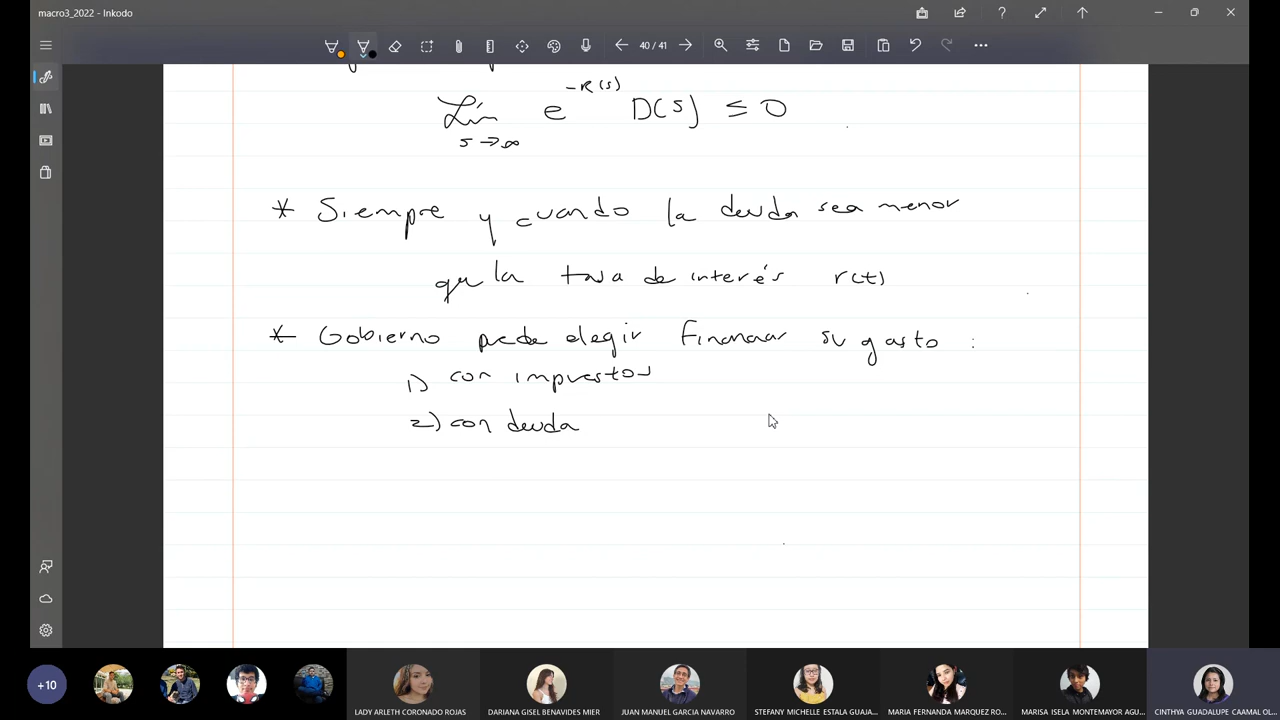 macro3_2022 - Inkodo
40 / 41
Lím e^{-R(s)} D(s) ≤ 0
s→∞
* Siempre y cuando la deuda sea menor
que la tasa de interés r(t)
* Gobierno puede elegir financiar su gasto :
1) con impuestos
2) con deuda
+10
LADY ARLETH CORONADO ROJAS
DARIANA GISEL BENAVIDES MIER
JUAN MANUEL GARCIA NAVARRO
STEFANY MICHELLE ESTALA GUAJA...
MARIA FERNANDA MARQUEZ RO...
MARISA ISELA MONTEMAYOR AGU...
CINTHYA GUADALUPE CAAMAL OL...